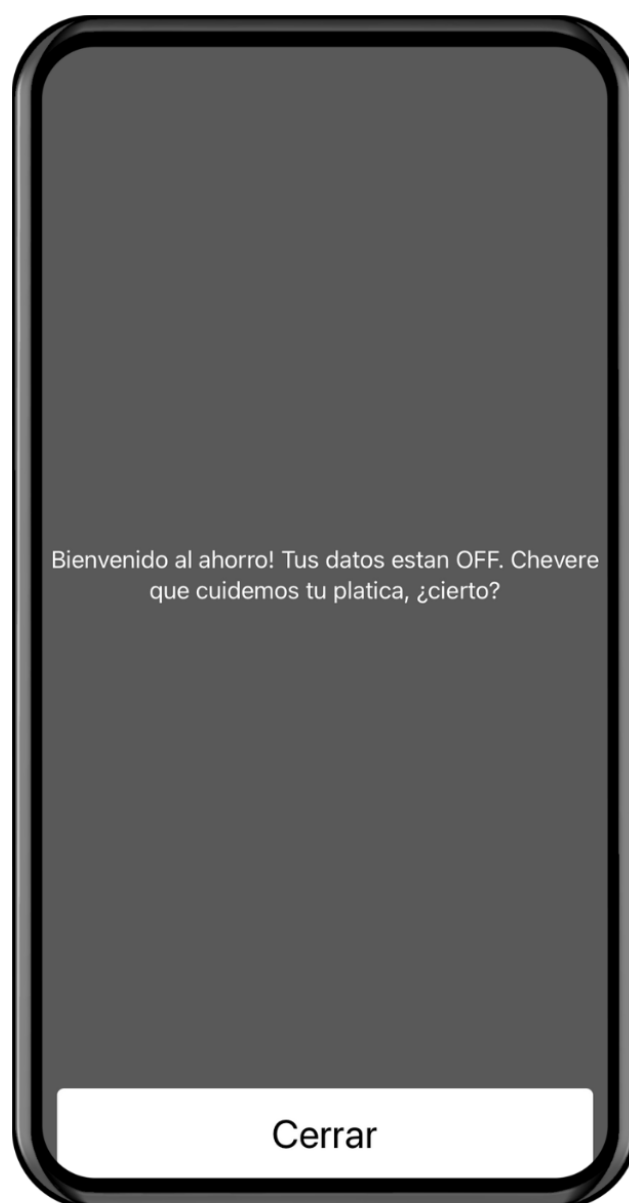 Bienvenido al ahorro! Tus datos estan OFF. Chevere
que cuidemos tu platica, ¿cierto?
Cerrar